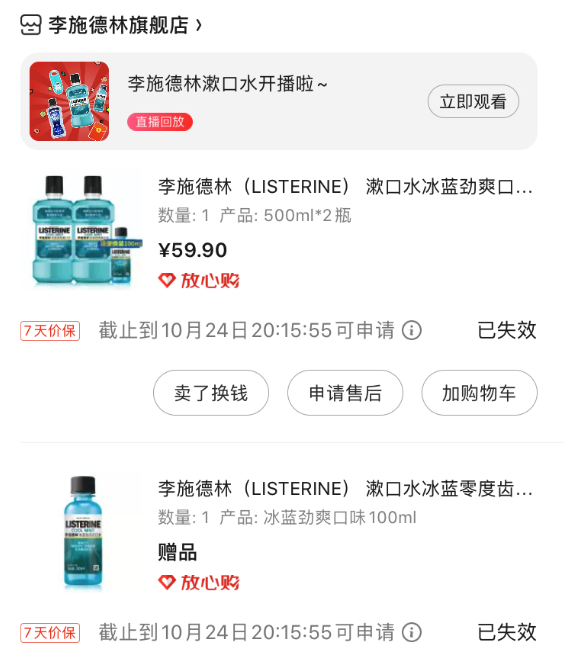 李施德林旗舰店 ›
李施德林漱口水开播啦~
直播回放
立即观看
李施德林（LISTERINE） 漱口水冰蓝劲爽口...
数量: 1 产品: 500ml*2瓶
¥59.90
放心购
LISTERINE
LISTERINE
7天价保
截止到10月24日20:15:55可申请
已失效
卖了换钱
申请售后
加购物车
李施德林（LISTERINE） 漱口水冰蓝零度齿...
数量: 1 产品: 冰蓝劲爽口味100ml
赠品
放心购
LISTERINE
COOL MINT
7天价保
截止到10月24日20:15:55可申请
已失效